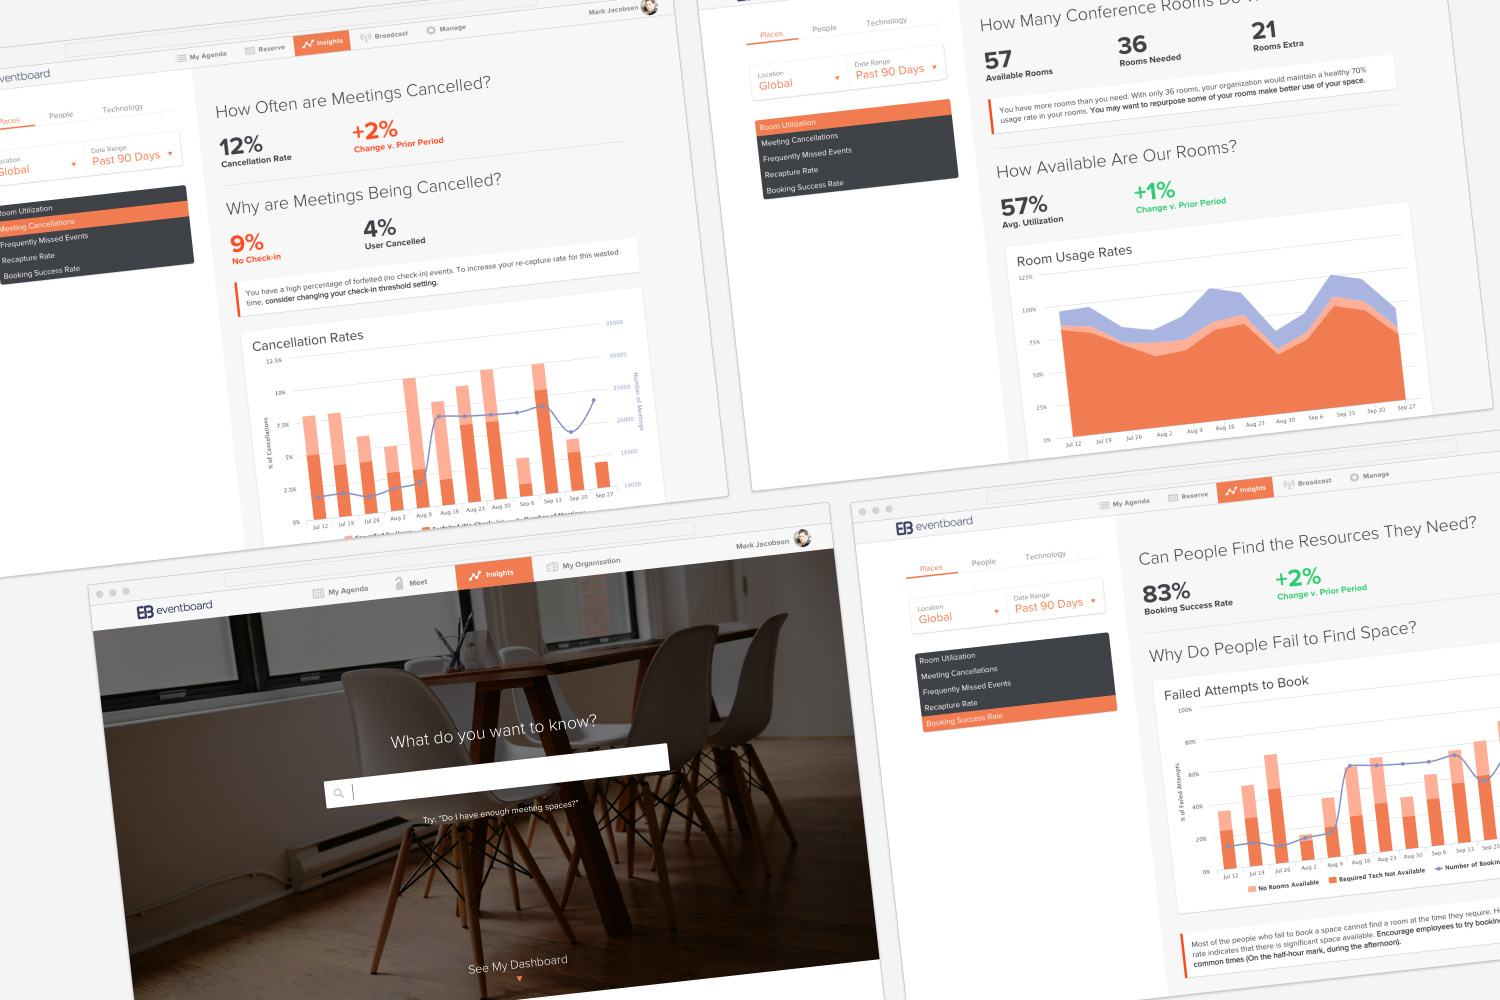 Mark Jacobsen
My Agenda
Reserve
Insights
Broadcast
Manage
eventboard
Places
People
Technology
Location
Global
Date Range
Past 90 Days
Room Utilization
Meeting Cancellations
Frequently Missed Events
Recapture Rate
Booking Success Rate
How Often are Meetings Cancelled?
12%
Cancellation Rate
+2%
Change v. Prior Period
Why are Meetings Being Cancelled?
9%
No Check-in
4%
User Cancelled
You have a high percentage of forfeited (no check-in) events. To increase your re-capture rate for this wasted
time, consider changing your check-in threshold setting.
Cancellation Rates
12.5%
10%
7.5%
5%
2.5%
0%
% of Cancellations
35000
30000
25000
20000
15000
10000
Number of Meetings
Jul 12
Jul 19
Jul 26
Aug 2
Aug 9
Aug 16
Aug 23
Aug 30
Sep 6
Sep 13
Sep 20
Sep 27
Places
People
Technology
Location
Global
Date Range
Past 90 Days
Room Utilization
Meeting Cancellations
Frequently Missed Events
Recapture Rate
Booking Success Rate
How Many Conference Rooms Do
57
Available Rooms
36
Rooms Needed
21
Rooms Extra
You have more rooms than you need. With only 36 rooms, your organization would maintain a healthy 70%
usage rate in your rooms. You may want to repurpose some of your rooms make better use of your space.
How Available Are Our Rooms?
57%
Avg. Utilization
+1%
Change v. Prior Period
Room Usage Rates
125%
100%
75%
50%
25%
0%
Jul 12
Jul 19
Jul 26
Aug 2
Aug 9
Aug 16
Aug 23
Aug 30
Sep 6
Sep 13
Sep 20
Sep 27
Mark Jacobson
EB eventboard
My Agenda
Meet
Insights
My Organization
What do you want to know?
Try: "Do I have enough meeting spaces?"
See My Dashboard
EB eventboard
My Agenda
Reserve
Insights
Broadcast
Manage
Places
People
Technology
Location
Global
Date Range
Past 90 Days
Room Utilization
Meeting Cancellations
Frequently Missed Events
Recapture Rate
Booking Success Rate
Can People Find the Resources They Need?
83%
Booking Success Rate
+2%
Change v. Prior Period
Why Do People Fail to Find Space?
Failed Attempts to Book
100%
80%
60%
40%
20%
0%
% of Failed Attempts
Jul 12
Jul 19
Jul 26
Aug 2
Aug 9
Aug 16
Aug 23
Aug 30
Sep 6
Sep 13
Sep 20
No Rooms Available
Required Tech Not Available
Number of Bookin
Most of the people who fail to book a space cannot find a room at the time they require. H
rate indicates that there is significant space available. Encourage employees to try booking
common times (On the half-hour mark, during the afternoon).